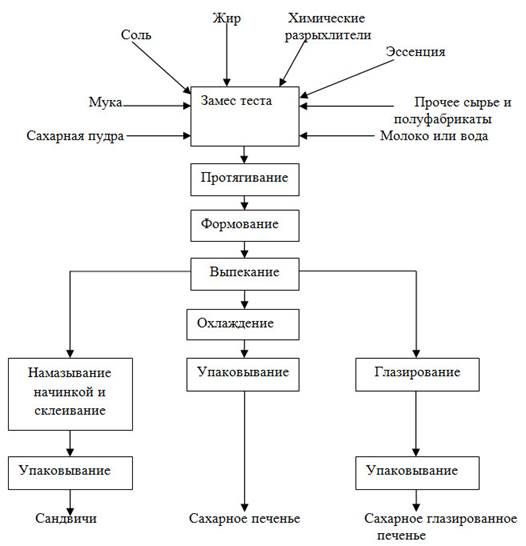 Жир
Химические
разрыхлители
Соль
Эссенция
Мука
Замес теста
Прочее сырье и
полуфабрикаты
Сахарная пудра
Молоко или вода
Протягивание
Формование
Выпекание
Охлаждение
Намазывание
начинкой и
склеивание
Упаковывание
Глазирование
Упаковывание
Упаковывание
Сандвичи
Сахарное печенье
Сахарное глазированное
печенье